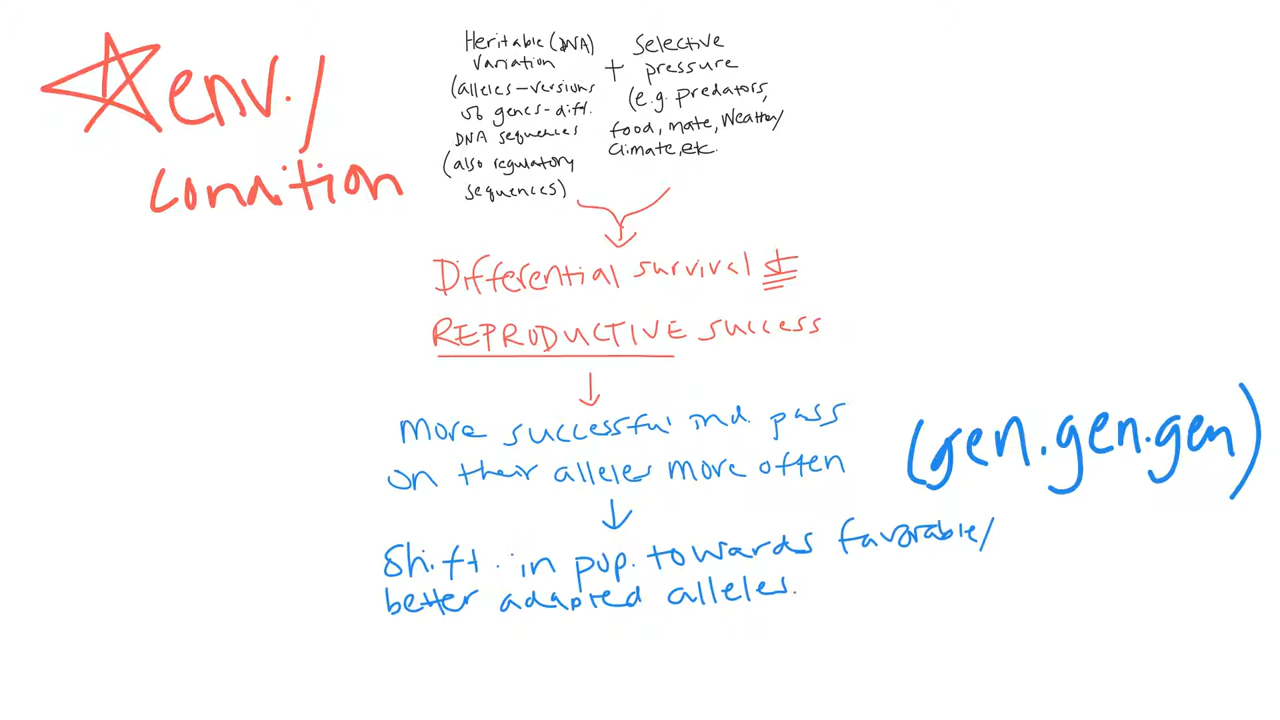 env./
condition
Heritable (DNA)
variation
(alleles - versions
of genes - diff.
DNA sequences
(also regulatory
sequences)
+
Selective
pressure
(e.g. predators,
food, mate, Weather/
Climate, etc.
Differential survival &
REPRODUCTIVE success
More successful ind. pass
on their alleles more often
(gen. gen. gen)
Shift in pop. towards favorable/
better adapted alleles.